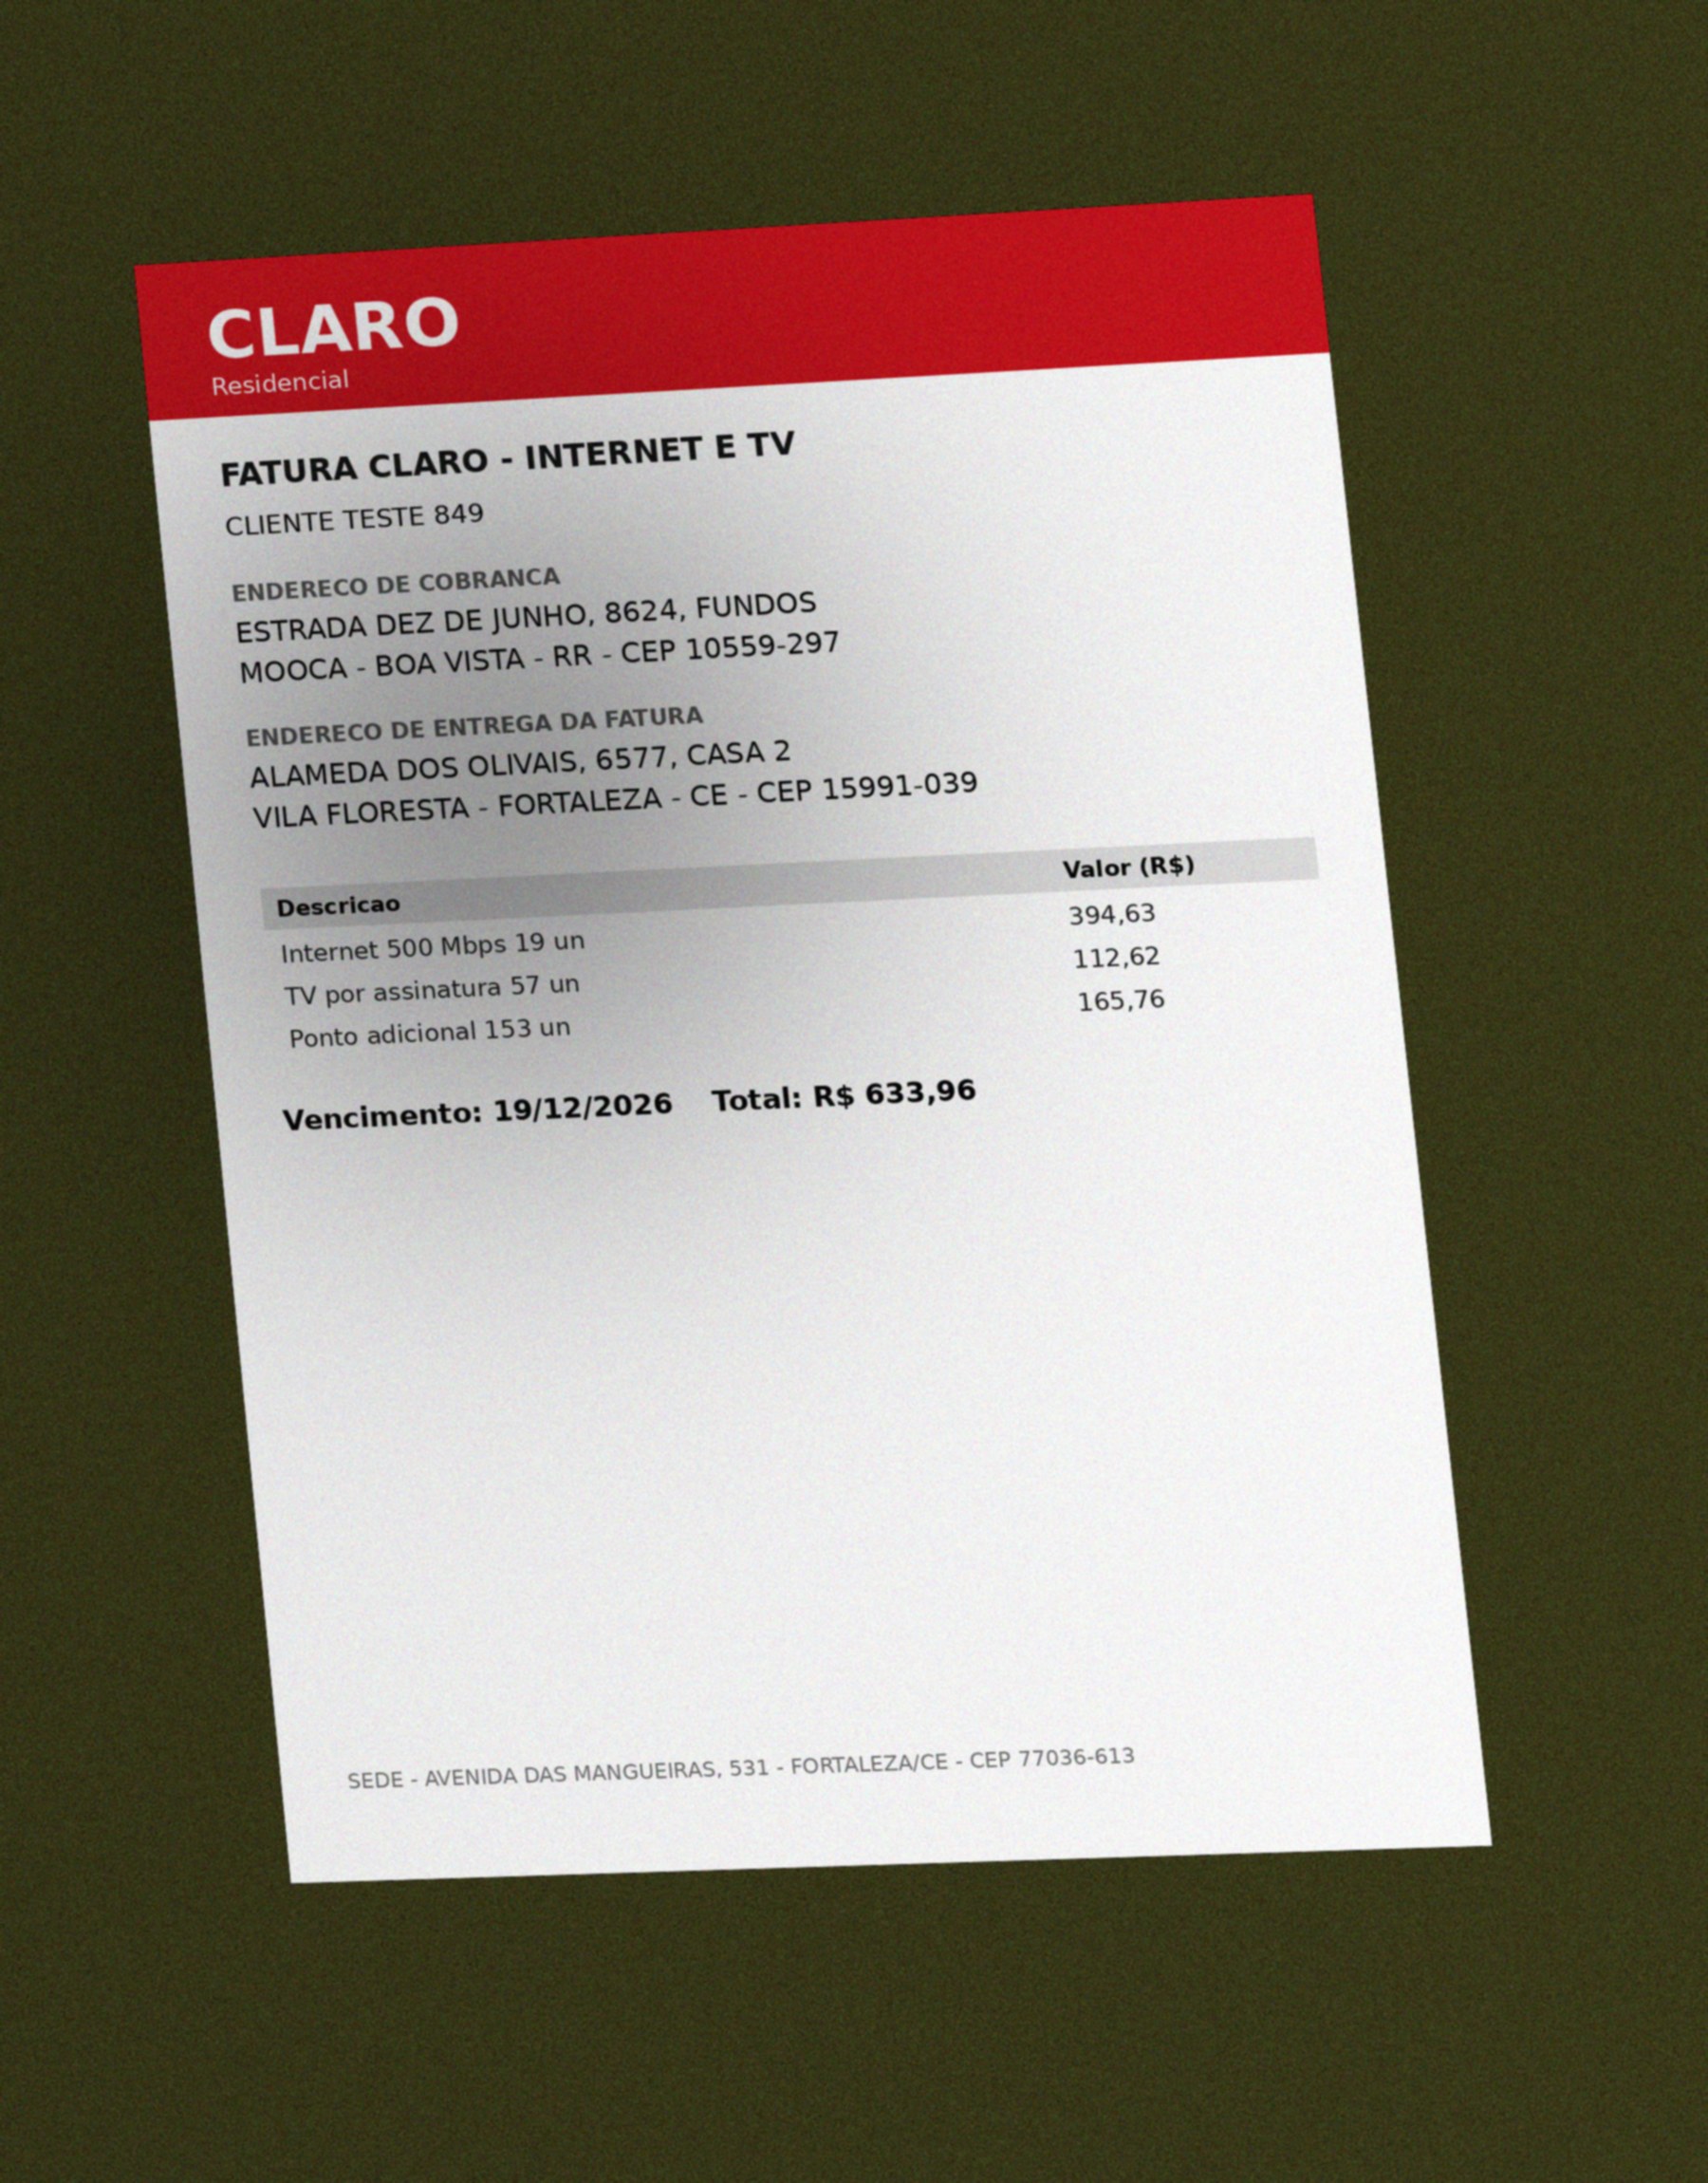 CLARO
Residencial
FATURA CLARO - INTERNET E TV
CLIENTE TESTE 849
ENDERECO DE COBRANCA
ESTRADA DEZ DE JUNHO, 8624, FUNDOS
MOOCA - BOA VISTA - RR - CEP 10559-297
ENDERECO DE ENTREGA DA FATURA
ALAMEDA DOS OLIVAIS, 6577, CASA 2
VILA FLORESTA - FORTALEZA - CE - CEP 15991-039
Descricao Valor (R$)
Internet 500 Mbps 19 un 394,63
TV por assinatura 57 un 112,62
Ponto adicional 153 un 165,76
Vencimento: 19/12/2026 Total: R$ 633,96
SEDE - AVENIDA DAS MANGUEIRAS, 531 - FORTALEZA/CE - CEP 77036-613